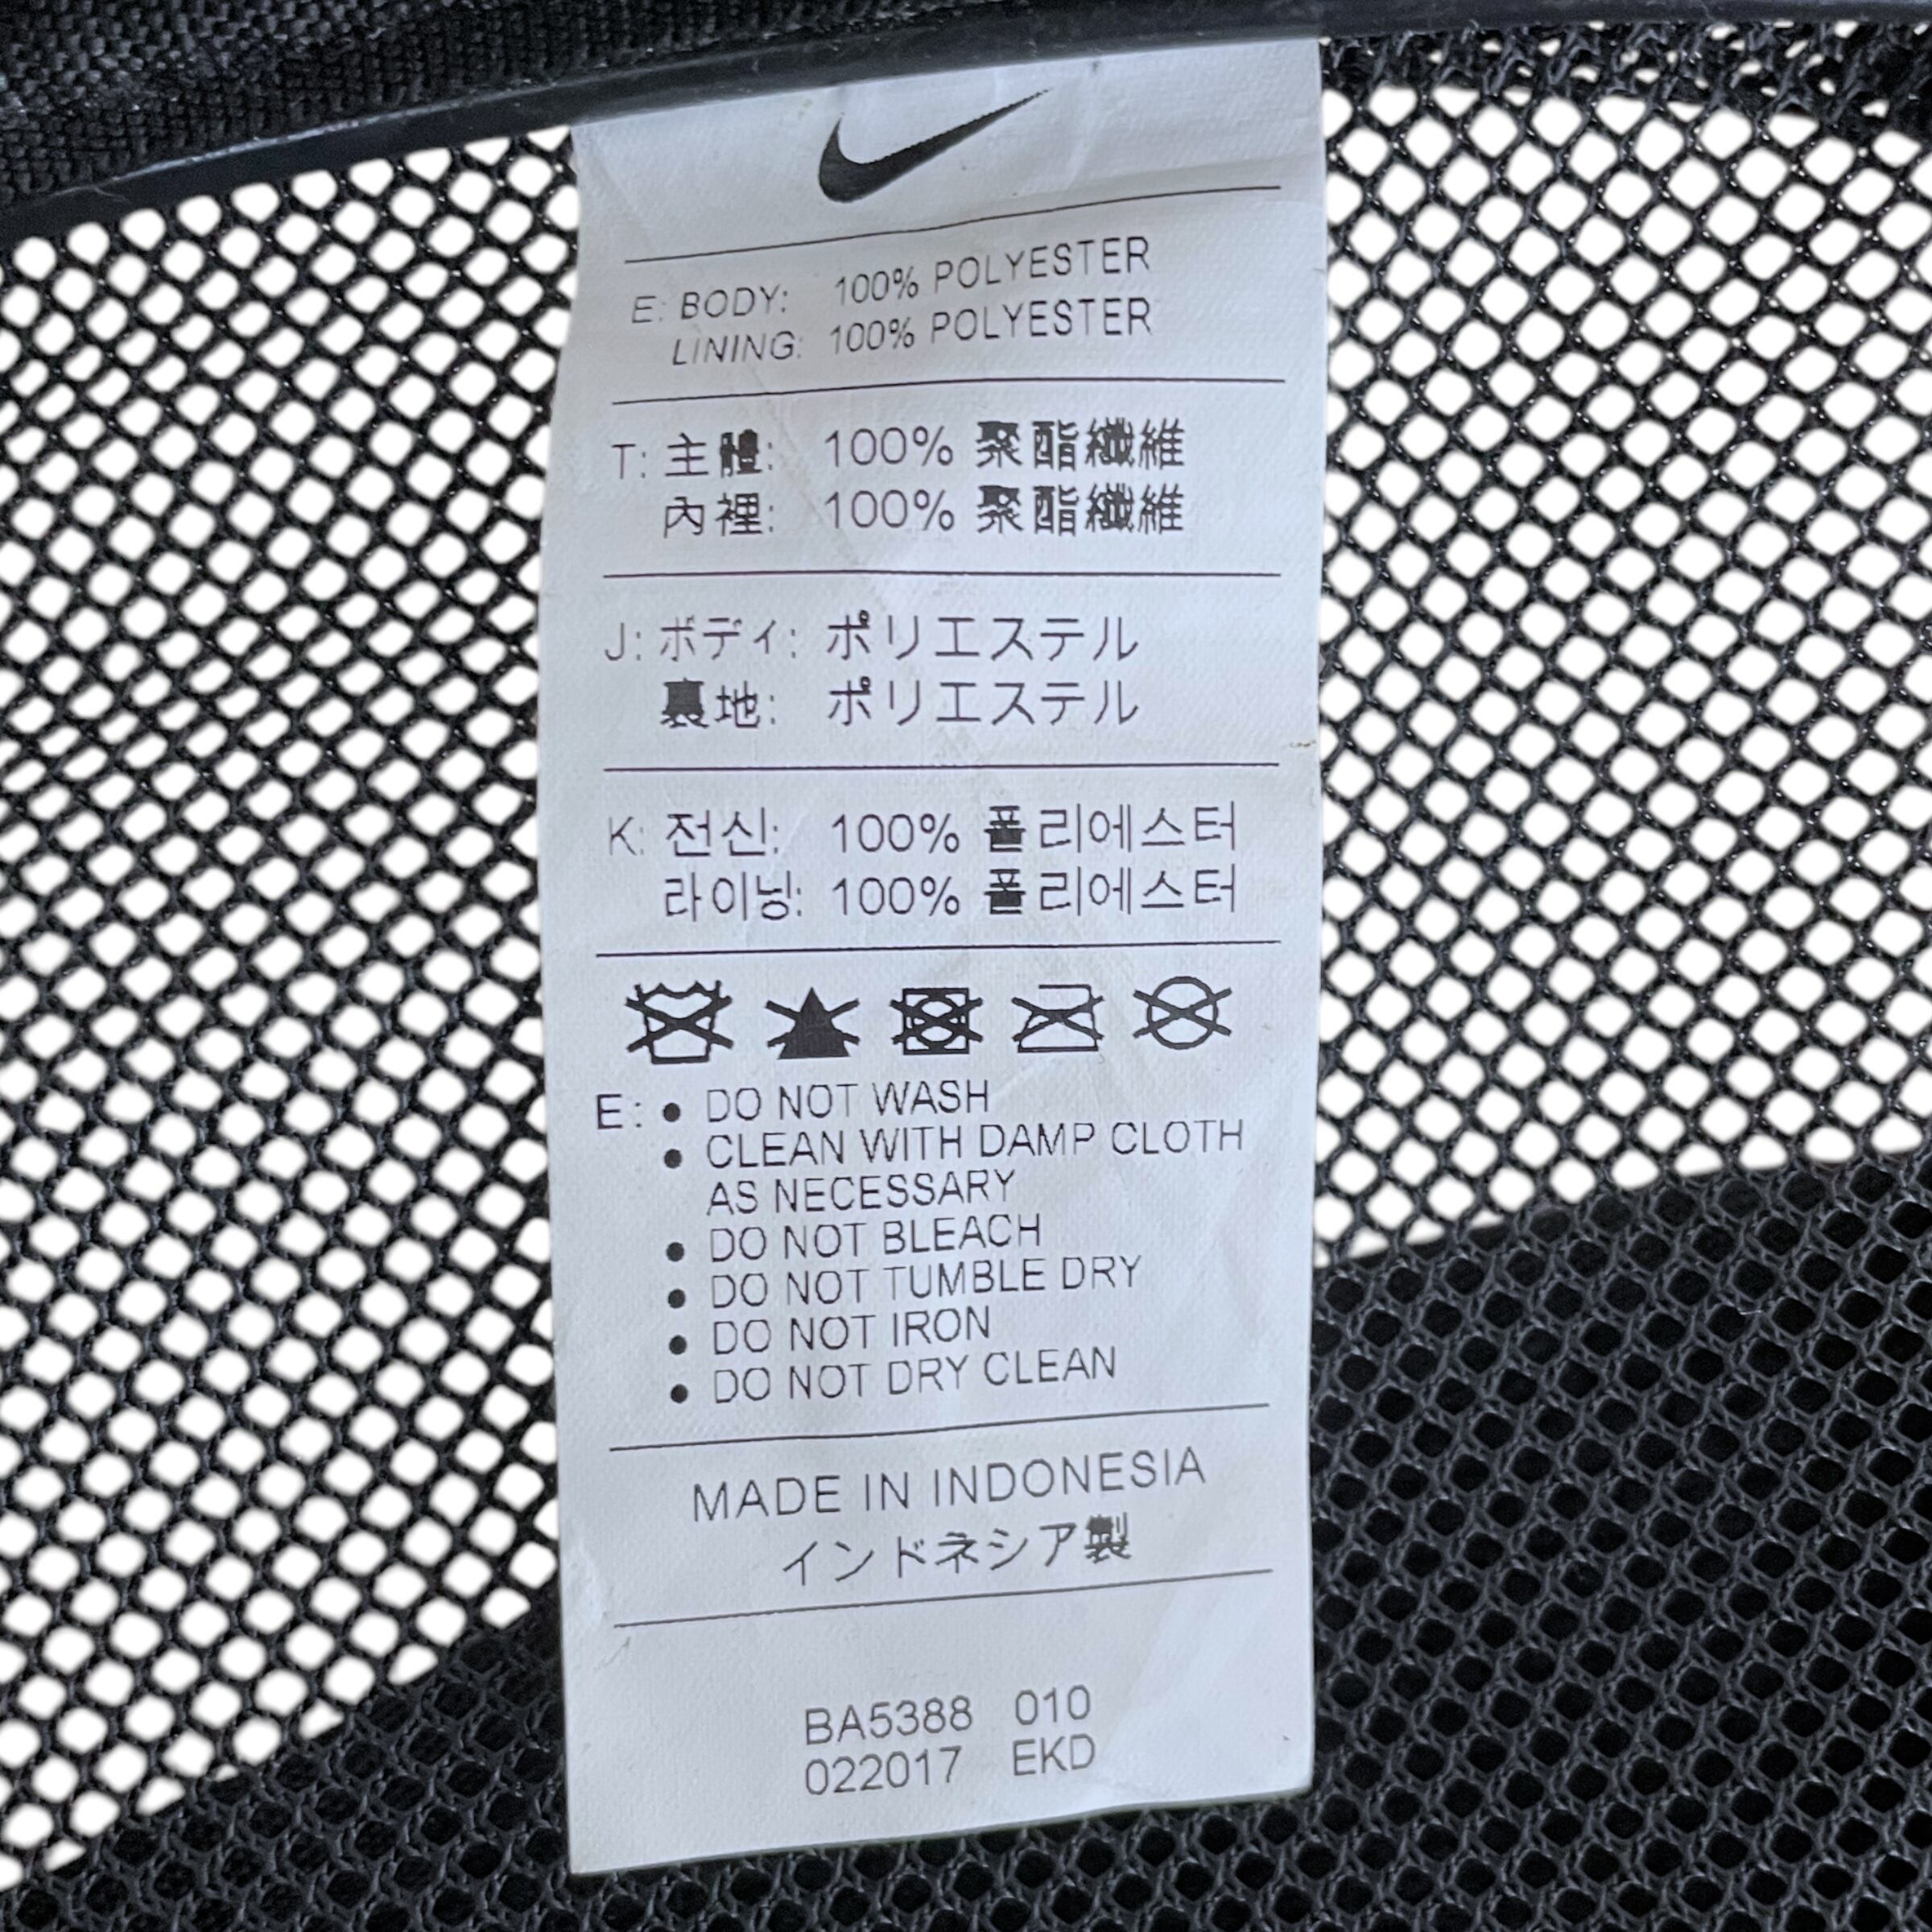 E: BODY: 100% POLYESTER
LINING: 100% POLYESTER
T: 主體: 100% 聚酯纖維
內裡: 100% 聚酯纖維
J: ボディ: ポリエステル
裏地: ポリエステル
K: 전신: 100% 폴리에스터
라이닝: 100% 폴리에스터
E: • DO NOT WASH
• CLEAN WITH DAMP CLOTH
AS NECESSARY
• DO NOT BLEACH
• DO NOT TUMBLE DRY
• DO NOT IRON
• DO NOT DRY CLEAN
MADE IN INDONESIA
インドネシア製
BA5388 010
022017 EKD